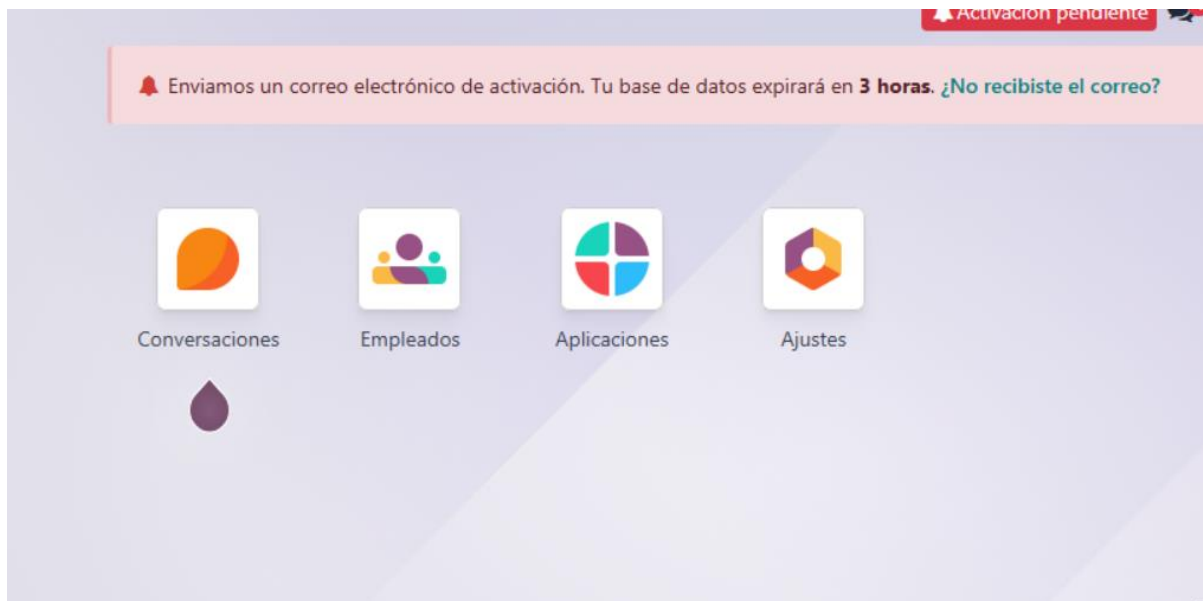 Activación pendiente
Enviamos un correo electrónico de activación. Tu base de datos expirará en 3 horas. ¿No recibiste el correo?
Conversaciones Empleados Aplicaciones Ajustes